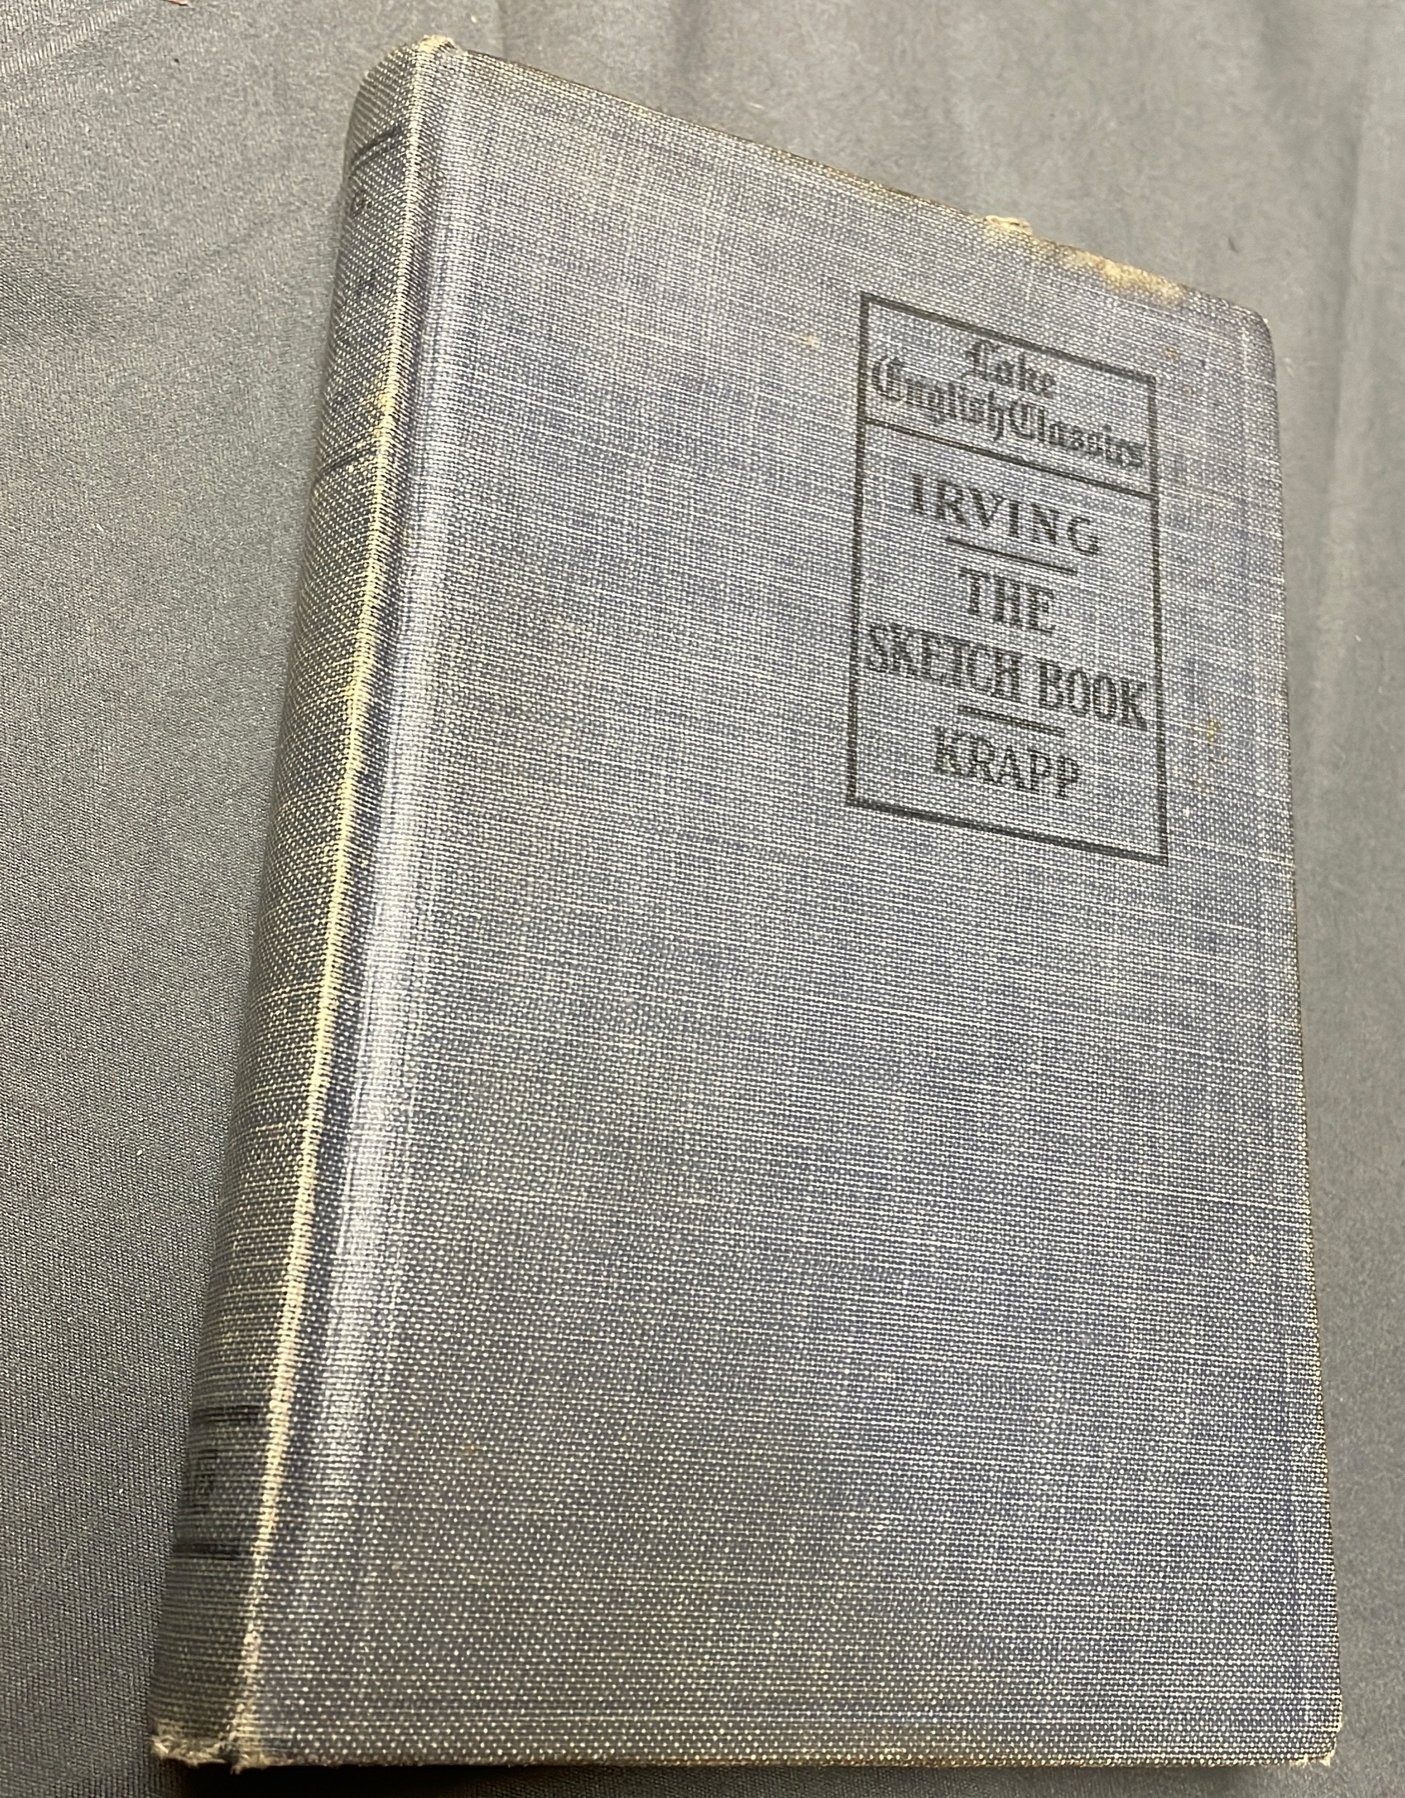 Lake
English Classics
IRVING
THE
SKETCH BOOK
KRAPP